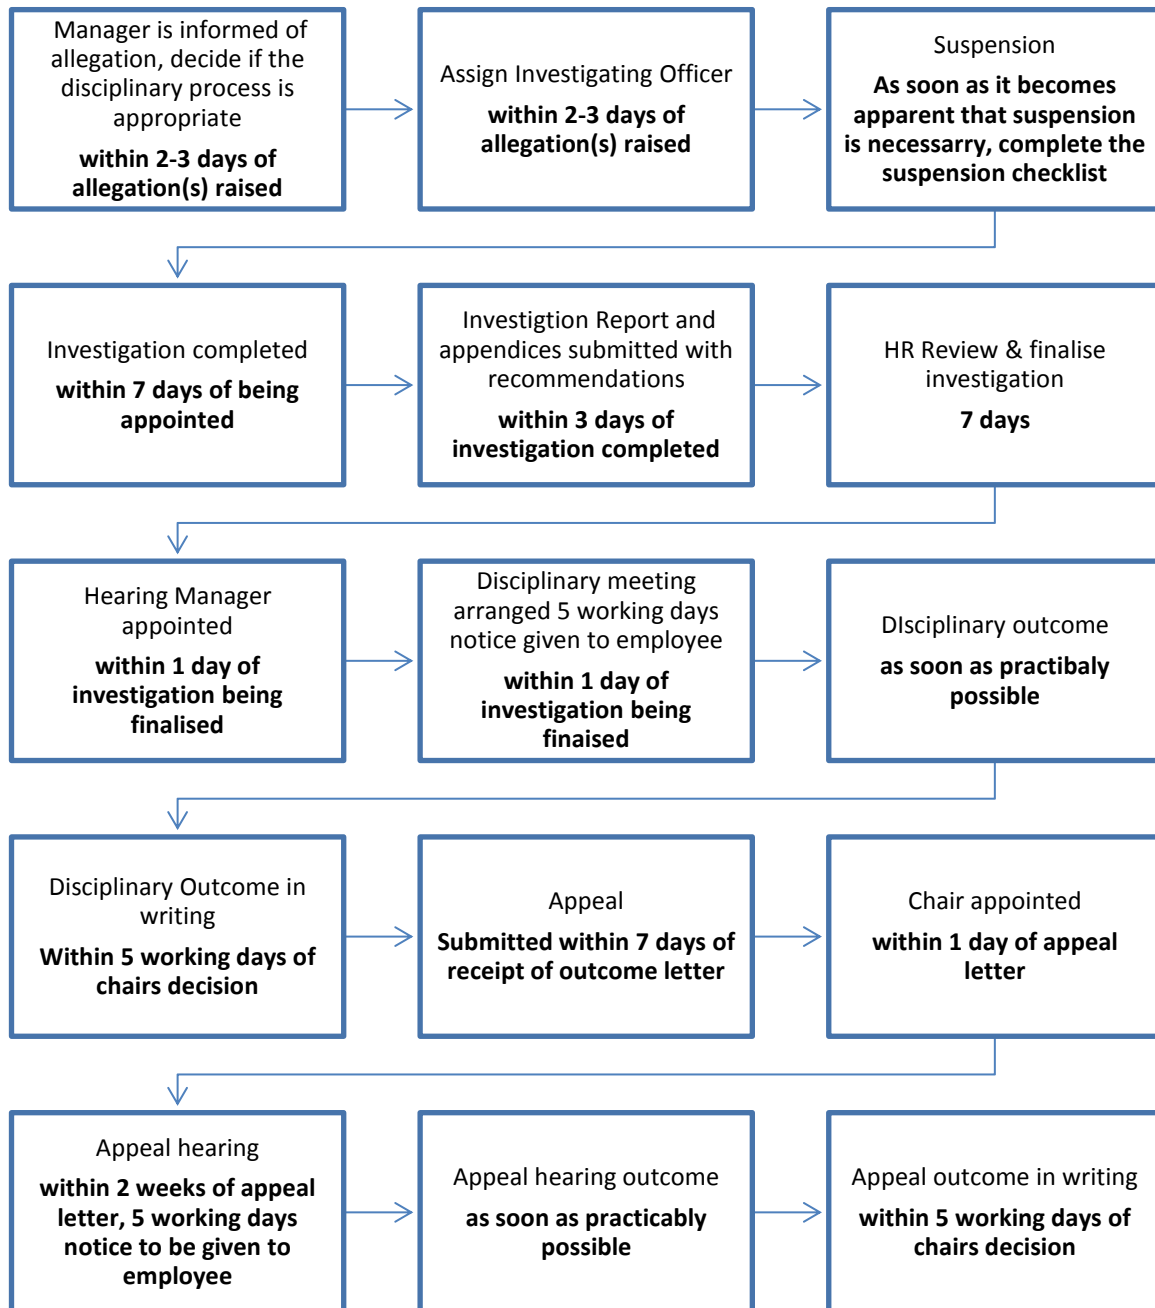 Manager is informed of
allegation, decide if the
disciplinary process is
appropriate
within 2-3 days of
allegation(s) raised
Assign Investigating Officer
within 2-3 days of
allegation(s) raised
Suspension
As soon as it becomes
apparent that suspension
is necessarry, complete the
suspension checklist
Investigation completed
within 7 days of being
appointed
Investigtion Report and
appendices submitted with
recommendations
within 3 days of
investigation completed
HR Review & finalise
investigation
7 days
Hearing Manager
appointed
within 1 day of
investigation being
finalised
Disciplinary meeting
arranged 5 working days
notice given to employee
within 1 day of
investigation being
finaised
DIsciplinary outcome
as soon as practibaly
possible
Disciplinary Outcome in
writing
Within 5 working days of
chairs decision
Appeal
Submitted within 7 days of
receipt of outcome letter
Chair appointed
within 1 day of appeal
letter
Appeal hearing
within 2 weeks of appeal
letter, 5 working days
notice to be given to
employee
Appeal hearing outcome
as soon as practicably
possible
Appeal outcome in writing
within 5 working days of
chairs decision